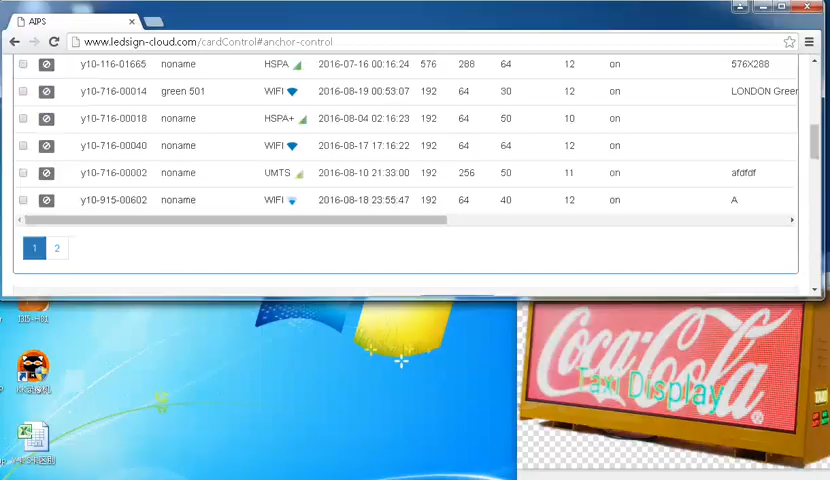 AIPS
www.ledsign-cloud.com/cardControl#anchor-control
y10-116-01665 noname HSPA 2016-07-16 00:16:24 576 288 64 12 on 576X288
y10-716-00014 green 501 WIFI 2016-08-19 00:53:07 192 64 30 12 on LONDON Green
y10-716-00018 noname HSPA+ 2016-08-04 02:16:23 192 64 50 10 on
y10-716-00040 noname WIFI 2016-08-17 17:16:22 192 64 64 12 on
y10-716-00002 noname UMTS 2016-08-10 21:33:00 192 256 50 11 on afdfdf
y10-915-00602 noname WIFI 2016-08-18 23:55:47 192 64 40 12 on A
1 2
Coca-Cola
Taxi Display
TAXI